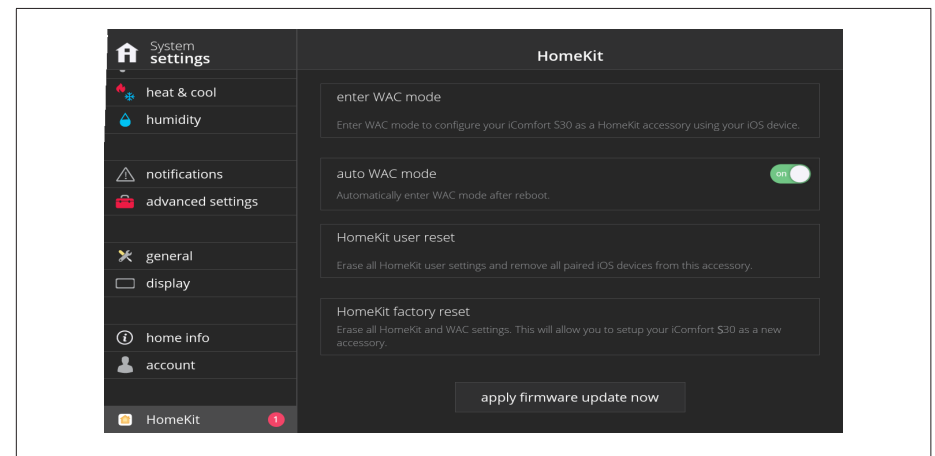 System
settings
HomeKit
heat & cool
humidity
notifications
advanced settings
general
display
home info
account
HomeKit
1
enter WAC mode
Enter WAC mode to configure your iComfort S30 as a HomeKit accessory using your iOS device.
auto WAC mode
on
Automatically enter WAC mode after reboot.
HomeKit user reset
Erase all HomeKit user settings and remove all paired iOS devices from this accessory.
HomeKit factory reset
Erase all HomeKit and WAC settings. This will allow you to setup your iComfort S30 as a new
accessory.
apply firmware update now